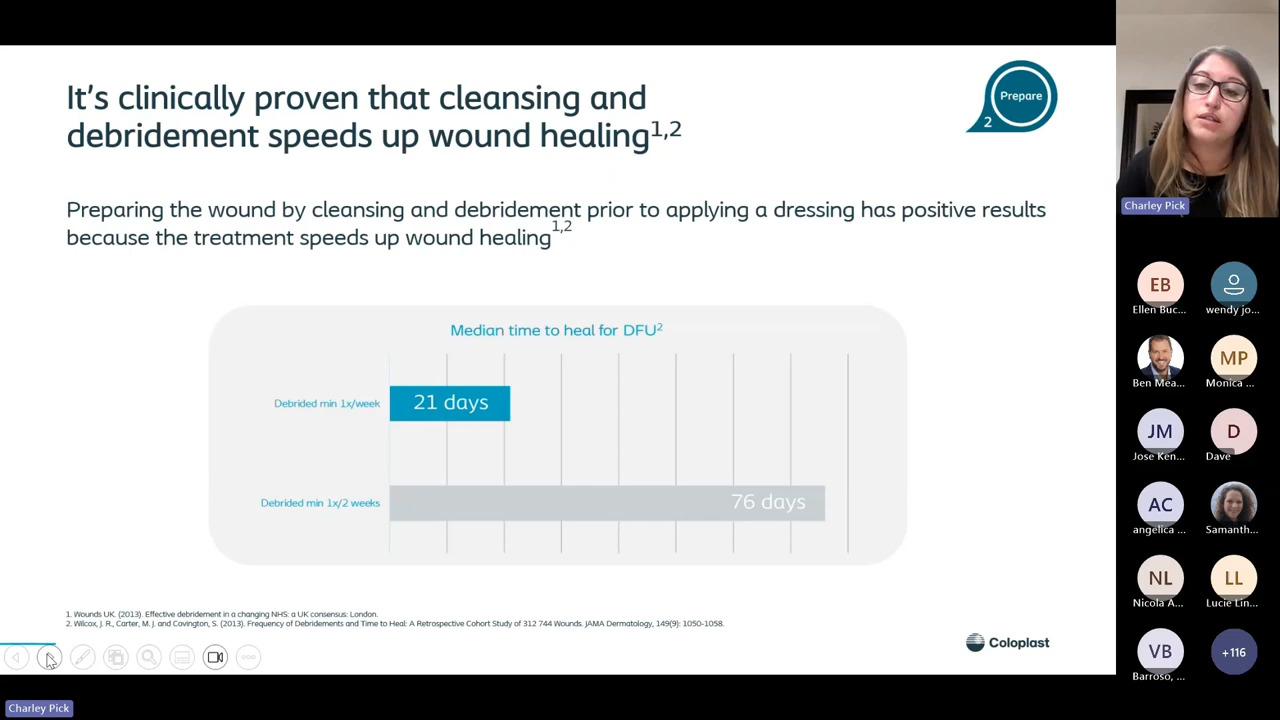 It’s clinically proven that cleansing and
debridement speeds up wound healing1,2
Prepare
2
Preparing the wound by cleansing and debridement prior to applying a dressing has positive results
because the treatment speeds up wound healing1,2
Median time to heal for DFU2
Debrided min 1x/week
21 days
Debrided min 1x/2 weeks
76 days
1. Wounds UK. (2013). Effective debridement in a changing NHS: a UK consensus: London.
2. Wilcox, J. R., Carter, M. J. and Covington, S. (2013). Frequency of Debridements and Time to Heal: A Retrospective Cohort Study of 312 744 Wounds. JAMA Dermatology, 149(9): 1050-1058.
Coloplast
Charley Pick
Charley Pick
EB
Ellen Buc...
wendy jo...
Ben Mea...
MP
Monica ...
JM
Jose Ken...
D
Dave
AC
angelica ...
Samanth...
NL
Nicola A...
LL
Lucie Lin...
VB
Barroso, ...
+116